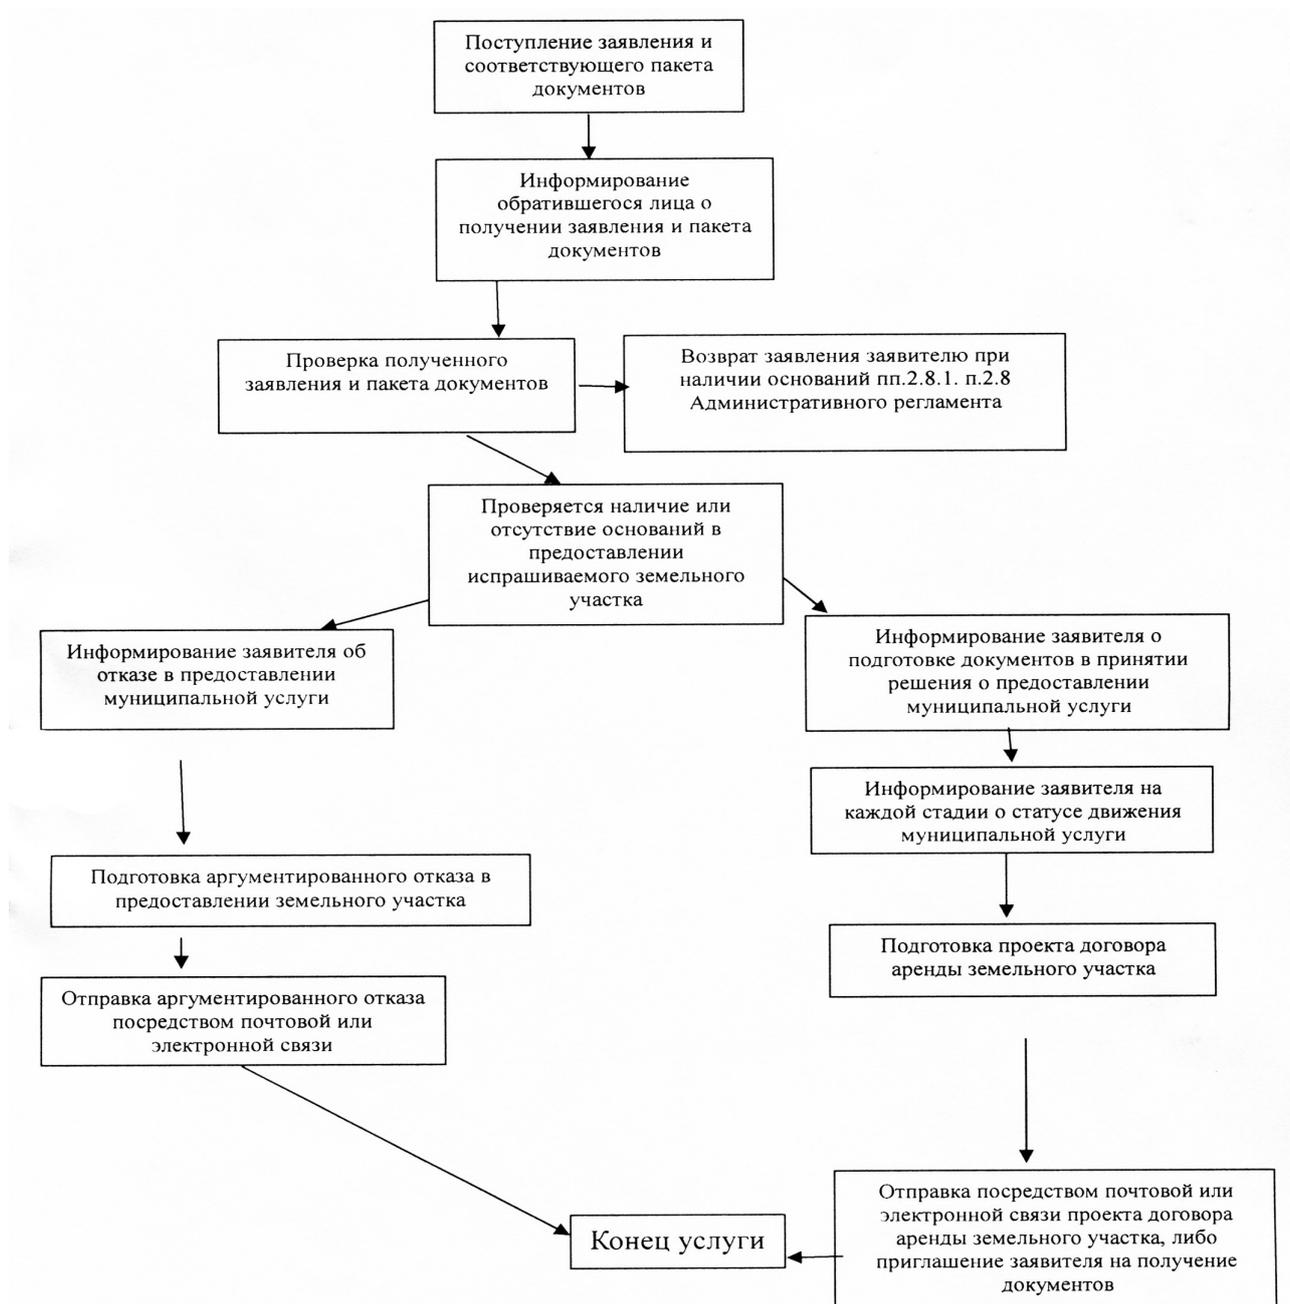 Поступление заявления и
соответствующего пакета
документов
Информирование
обратившегося лица о
получении заявления и пакета
документов
Проверка полученного
заявления и пакета документов
Возврат заявления заявителю при
наличии оснований пп.2.8.1. п.2.8
Административного регламента
Проверяется наличие или
отсутствие оснований в
предоставлении
испрашиваемого земельного
участка
Информирование заявителя об
отказе в предоставлении
муниципальной услуги
Информирование заявителя о
подготовке документов в принятии
решения о предоставлении
муниципальной услуги
Информирование заявителя на
каждой стадии о статусе движения
муниципальной услуги
Подготовка аргументированного отказа в
предоставлении земельного участка
Подготовка проекта договора
аренды земельного участка
Отправка аргументированного отказа
посредством почтовой или
электронной связи
Отправка посредством почтовой или
электронной связи проекта договора
аренды земельного участка, либо
приглашение заявителя на получение
документов
Конец услуги